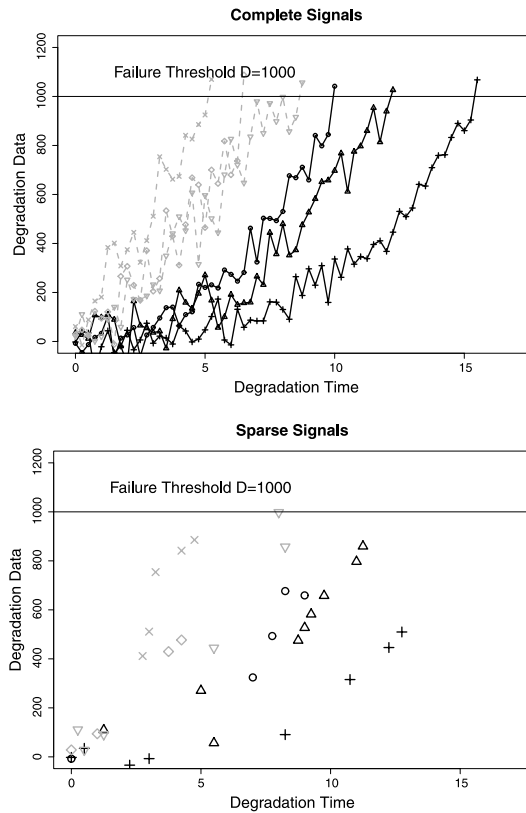 Complete Signals
Failure Threshold D=1000
Degradation Data
0 200 400 600 800 1000 1200
0 5 10 15
Degradation Time
Sparse Signals
Failure Threshold D=1000
Degradation Data
0 200 400 600 800 1000 1200
0 5 10 15
Degradation Time